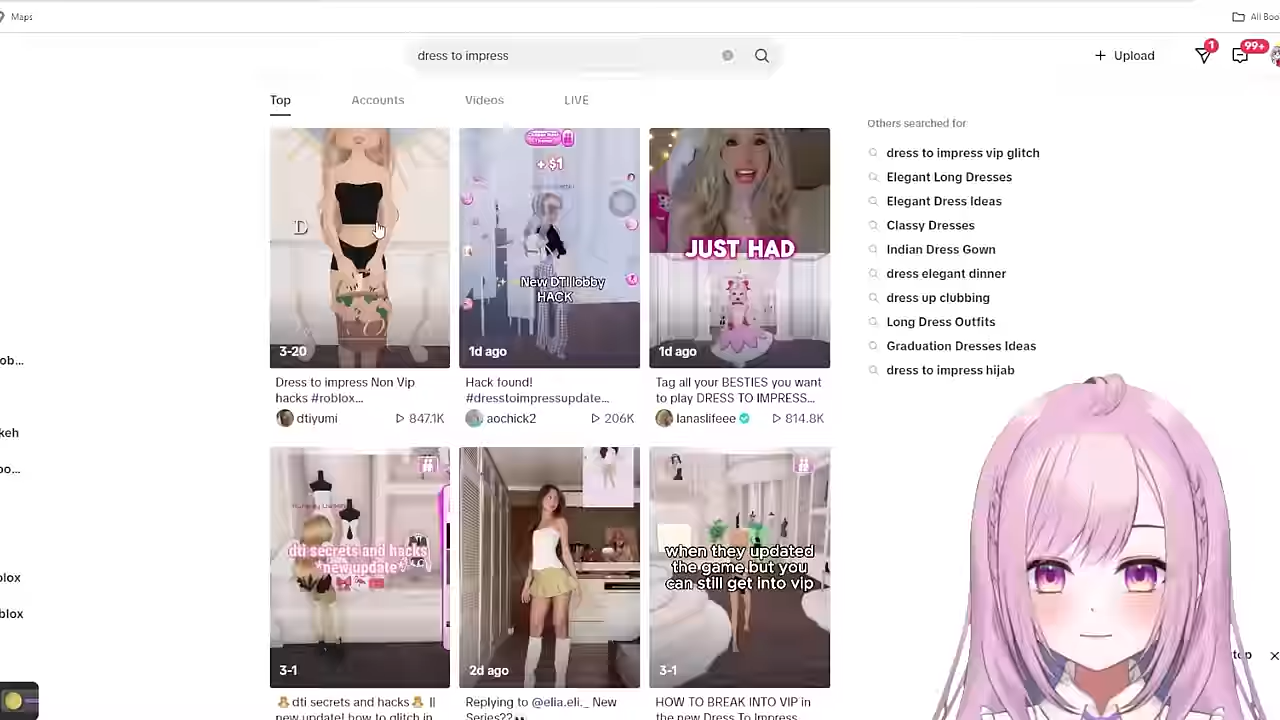 Maps
All Boo
dress to impress
Upload
1
99+
Top
Accounts
Videos
LIVE
Others searched for
dress to impress vip glitch
Elegant Long Dresses
Elegant Dress Ideas
Classy Dresses
Indian Dress Gown
dress elegant dinner
dress up clubbing
Long Dress Outfits
Graduation Dresses Ideas
dress to impress hijab
D
3-20
+ $1
New DTI lobby
HACK
1d ago
JUST HAD
1d ago
Dress to impress Non Vip
hacks #roblox...
dtiyumi
847.1K
Hack found!
#dresstoimpressupdate...
aochick2
206K
Tag all your BESTIES you want
to play DRESS TO IMPRESS...
lanaslifeee
814.8K
ob...
keh
oo...
olox
blox
dti secrets and hacks
*new update*
3-1
2d ago
when they updated
the game but you
can still get into vip
3-1
dti secrets and hacks ||
new update! how to glitch in
Replying to @elia.eli._ New
Series??
HOW TO BREAK INTO VIP in
the new Dress To Impress
top